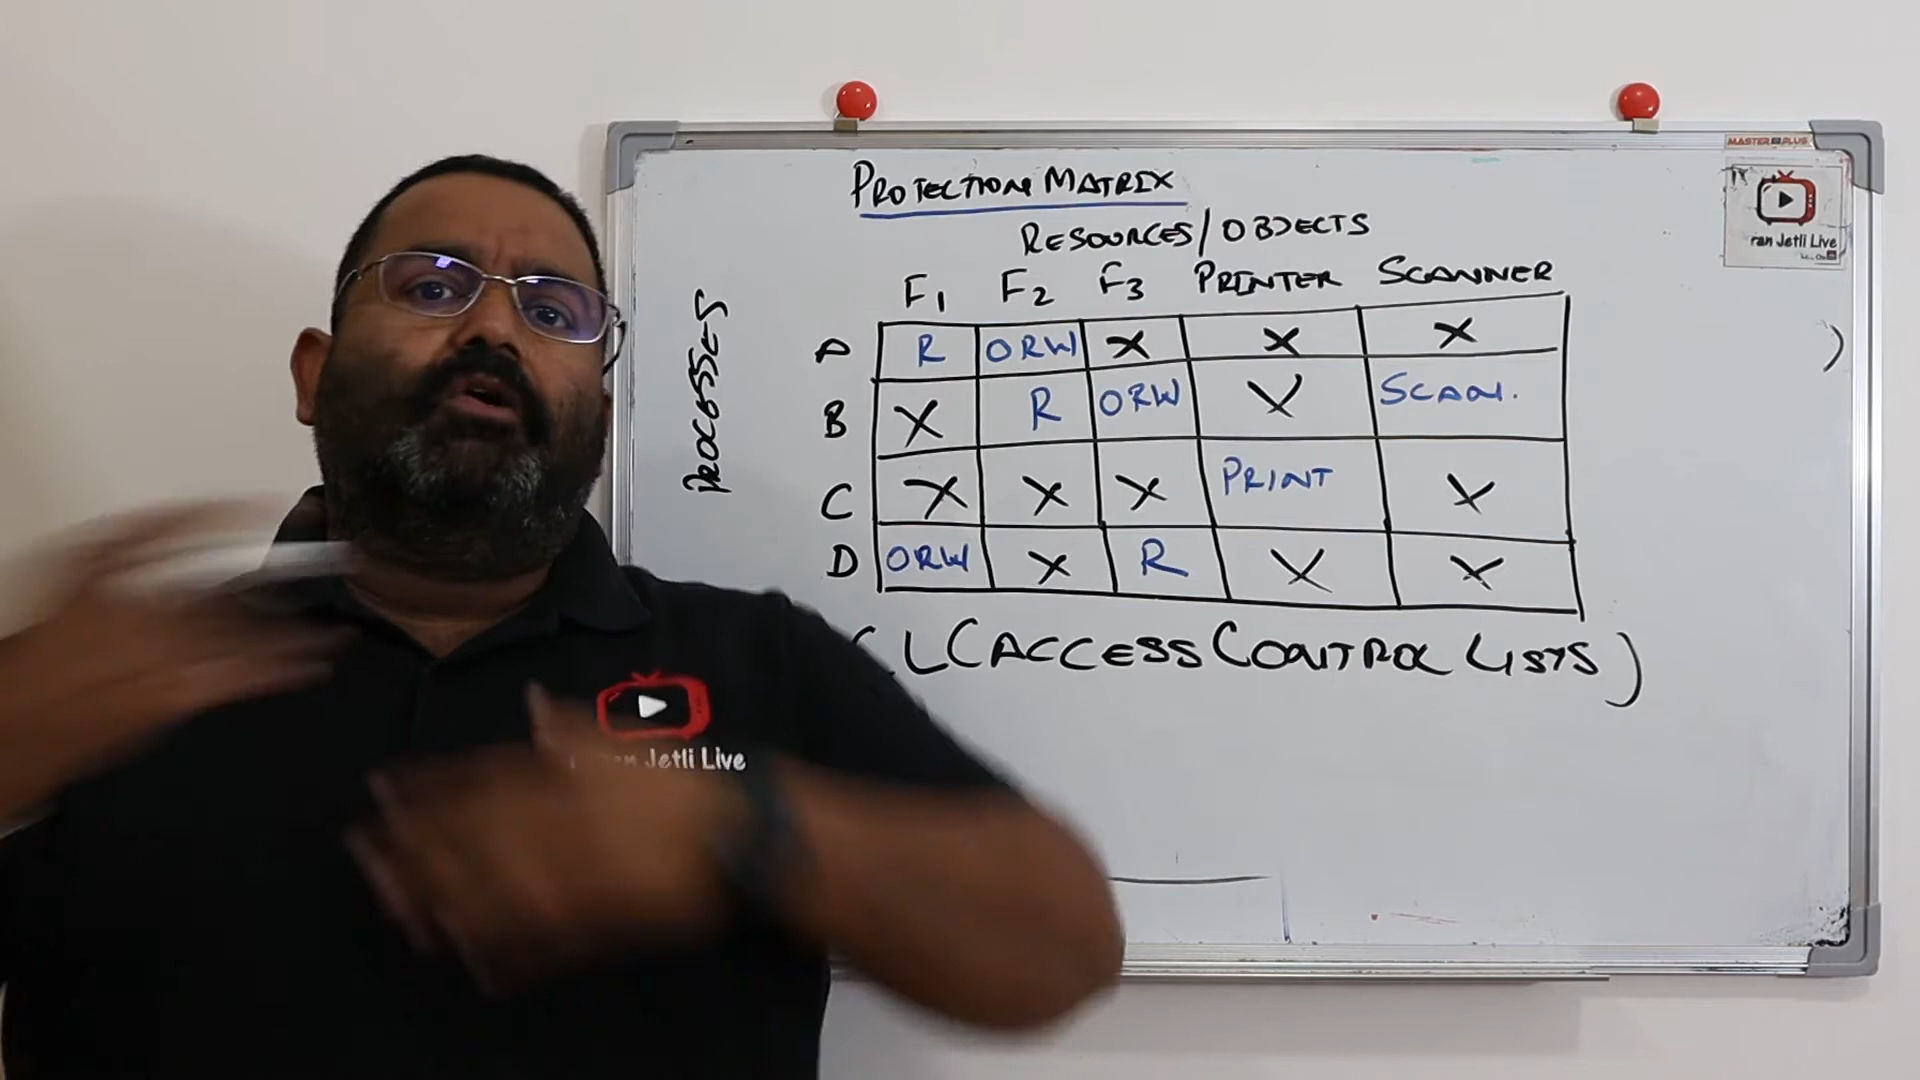 MASTER PLUS
PROTECTION MATRIX
RESOURCES/OBJECTS
ran Jetli Live
PROCESSES
F1 F2 F3 PRINTER SCANNER
A R ORW X X X
B X R ORW X SCAN.
C X X X PRINT X
D ORW X R X X
CL (ACCESS CONTROL LISTS)
Jetli Live